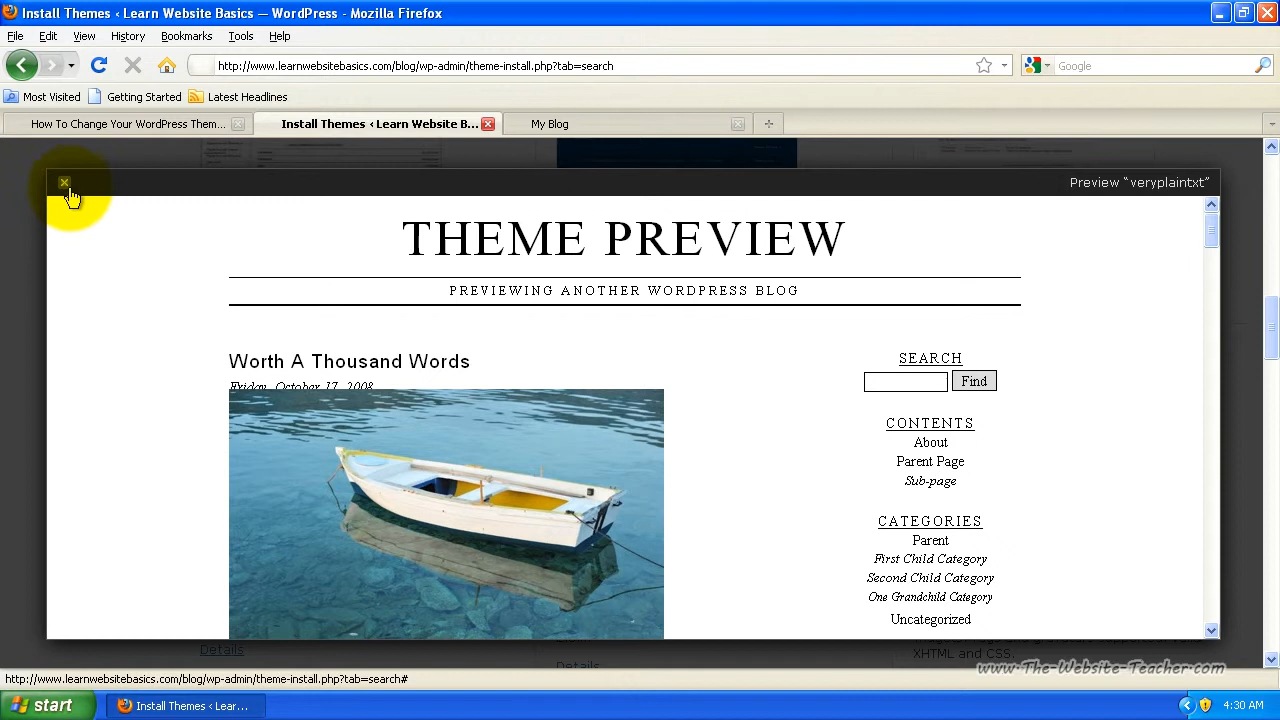 Install Themes ‹ Learn Website Basics — WordPress - Mozilla Firefox
File Edit View History Bookmarks Tools Help
http://www.learnwebsitebasics.com/blog/wp-admin/theme-install.php?tab=search
Google
Most Visited Getting Started Latest Headlines
How To Change Your WordPress Them... Install Themes ‹ Learn Website B... My Blog
Preview “veryplaintxt”
THEME PREVIEW
PREVIEWING ANOTHER WORDPRESS BLOG
Worth A Thousand Words
Friday, October 17, 2008
SEARCH
Find
CONTENTS
About
Parent Page
Sub-page
CATEGORIES
Parent
First Child Category
Second Child Category
One Grandchild Category
Uncategorized
Details
Details
XHTML and CSS.
www.The-Website-Teacher.com
http://www.learnwebsitebasics.com/blog/wp-admin/theme-install.php?tab=search#
start Install Themes ‹ Lear... 4:30 AM